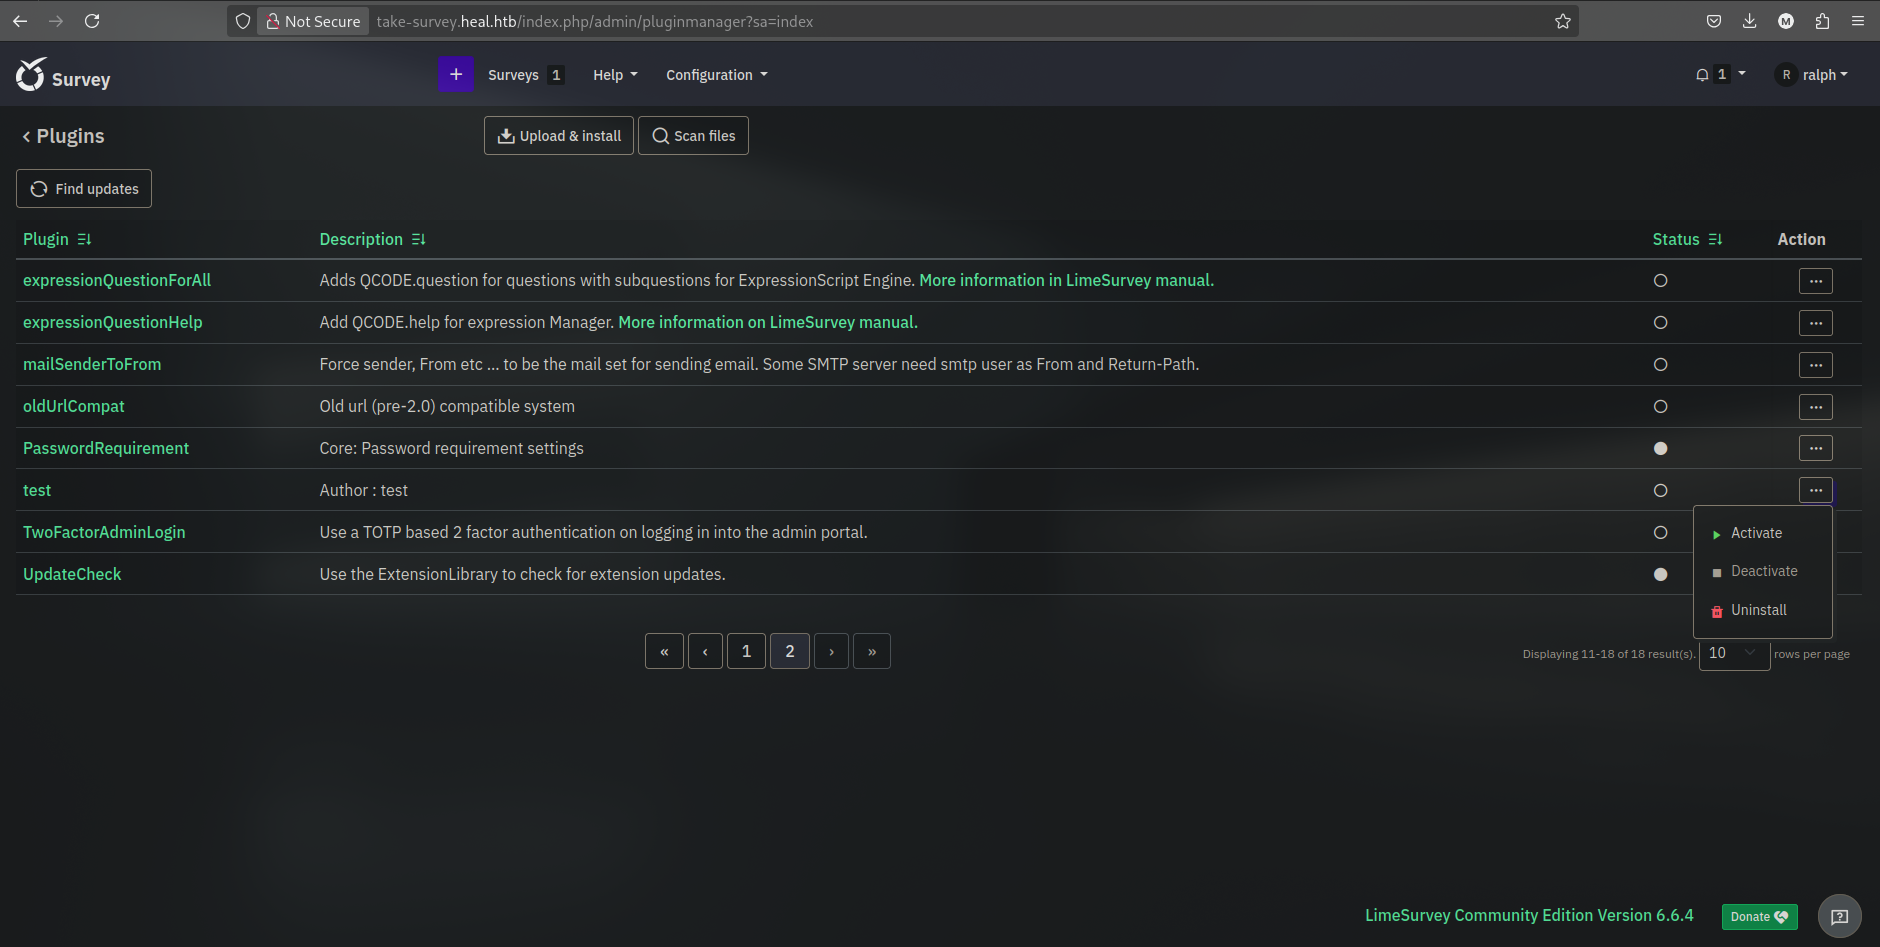 Not Secure take-survey.heal.htb/index.php/admin/pluginmanager?sa=index M
Survey + Surveys 1 Help Configuration 1 R ralph
Plugins Upload & install Scan files
Find updates
Plugin Description Status Action
expressionQuestionForAll Adds QCODE.question for questions with subquestions for ExpressionScript Engine. More information in LimeSurvey manual. ...
expressionQuestionHelp Add QCODE.help for expression Manager. More information on LimeSurvey manual. ...
mailSenderToFrom Force sender, From etc ... to be the mail set for sending email. Some SMTP server need smtp user as From and Return-Path. ...
oldUrlCompat Old url (pre-2.0) compatible system ...
PasswordRequirement Core: Password requirement settings ...
test Author : test ...
TwoFactorAdminLogin Use a TOTP based 2 factor authentication on logging in into the admin portal. Activate
UpdateCheck Use the ExtensionLibrary to check for extension updates. Deactivate
Uninstall
« ‹ 1 2 › » Displaying 11-18 of 18 result(s). 10 rows per page
LimeSurvey Community Edition Version 6.6.4 Donate